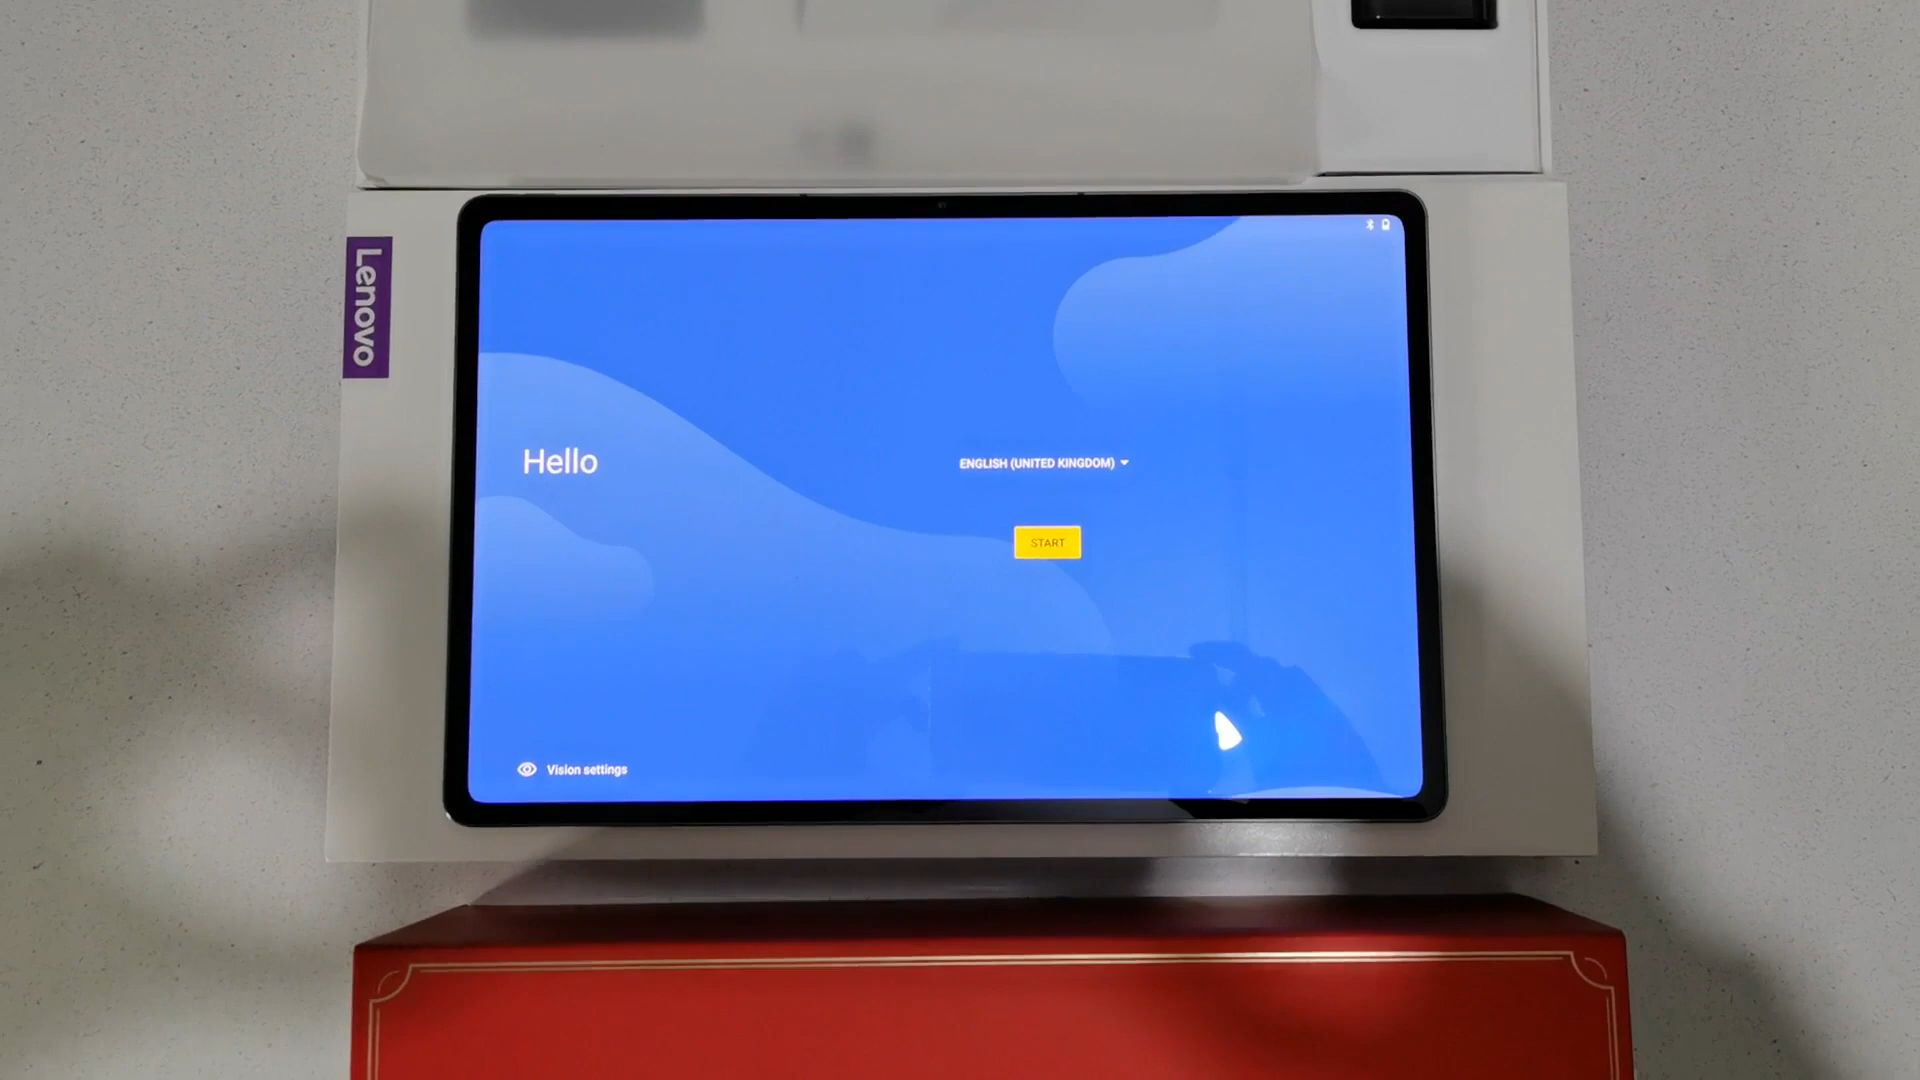 Lenovo
Hello
ENGLISH (UNITED KINGDOM)
START
Vision settings